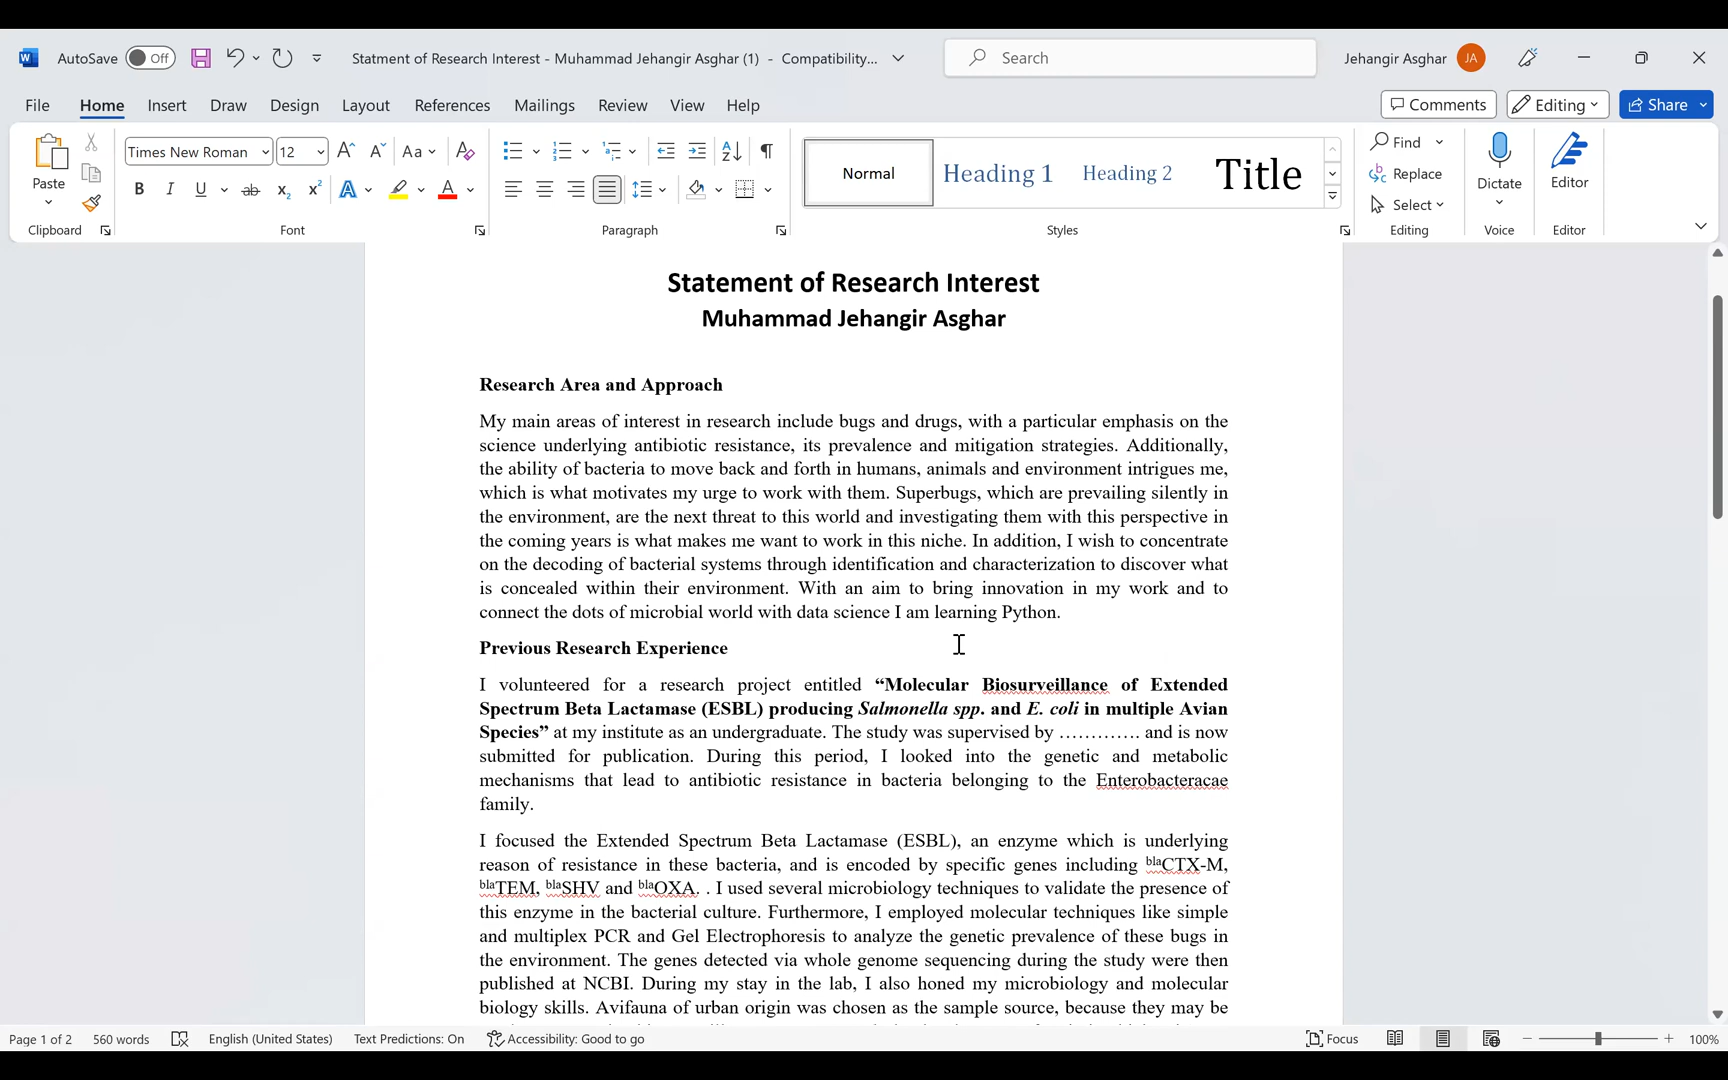 AutoSave Off Statment of Research Interest - Muhammad Jehangir Asghar (1) - Compatibility... Search Jehangir Asghar JA
File Home Insert Draw Design Layout References Mailings Review View Help Comments Editing Share
Times New Roman 12 Find
Paste Normal Heading 1 Heading 2 Title Replace Dictate Editor
Select
Clipboard Font Paragraph Styles Editing Voice Editor
Statement of Research Interest
Muhammad Jehangir Asghar
Research Area and Approach
My main areas of interest in research include bugs and drugs, with a particular emphasis on the
science underlying antibiotic resistance, its prevalence and mitigation strategies. Additionally,
the ability of bacteria to move back and forth in humans, animals and environment intrigues me,
which is what motivates my urge to work with them. Superbugs, which are prevailing silently in
the environment, are the next threat to this world and investigating them with this perspective in
the coming years is what makes me want to work in this niche. In addition, I wish to concentrate
on the decoding of bacterial systems through identification and characterization to discover what
is concealed within their environment. With an aim to bring innovation in my work and to
connect the dots of microbial world with data science I am learning Python.
Previous Research Experience
I volunteered for a research project entitled “Molecular Biosurveillance of Extended
Spectrum Beta Lactamase (ESBL) producing Salmonella spp. and E. coli in multiple Avian
Species” at my institute as an undergraduate. The study was supervised by …………. and is now
submitted for publication. During this period, I looked into the genetic and metabolic
mechanisms that lead to antibiotic resistance in bacteria belonging to the Enterobacteracae
family.
I focused the Extended Spectrum Beta Lactamase (ESBL), an enzyme which is underlying
reason of resistance in these bacteria, and is encoded by specific genes including blaCTX-M,
blaTEM, blaSHV and blaOXA. . I used several microbiology techniques to validate the presence of
this enzyme in the bacterial culture. Furthermore, I employed molecular techniques like simple
and multiplex PCR and Gel Electrophoresis to analyze the genetic prevalence of these bugs in
the environment. The genes detected via whole genome sequencing during the study were then
published at NCBI. During my stay in the lab, I also honed my microbiology and molecular
biology skills. Avifauna of urban origin was chosen as the sample source, because they may be
Page 1 of 2 560 words English (United States) Text Predictions: On Accessibility: Good to go Focus 100%